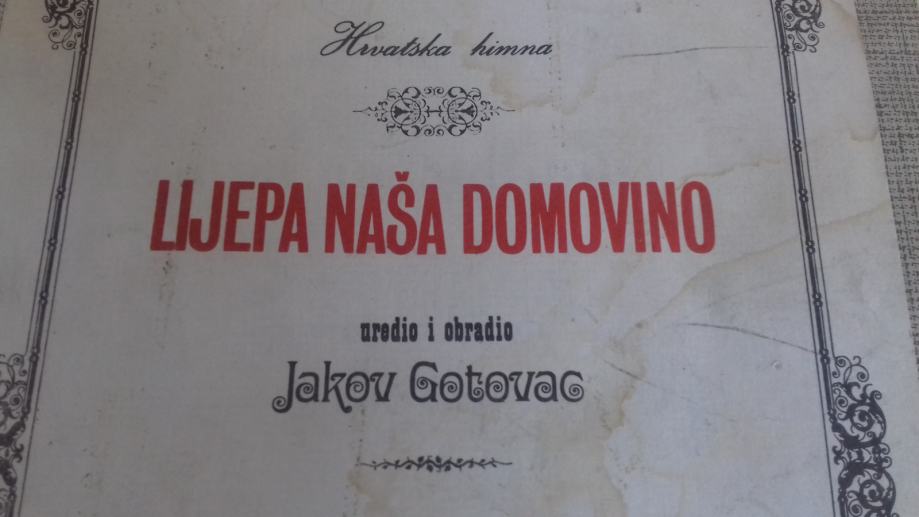 Hrvatska himna
LIJEPA NAŠA DOMOVINO
uredio i obradio
Jakov Gotovac